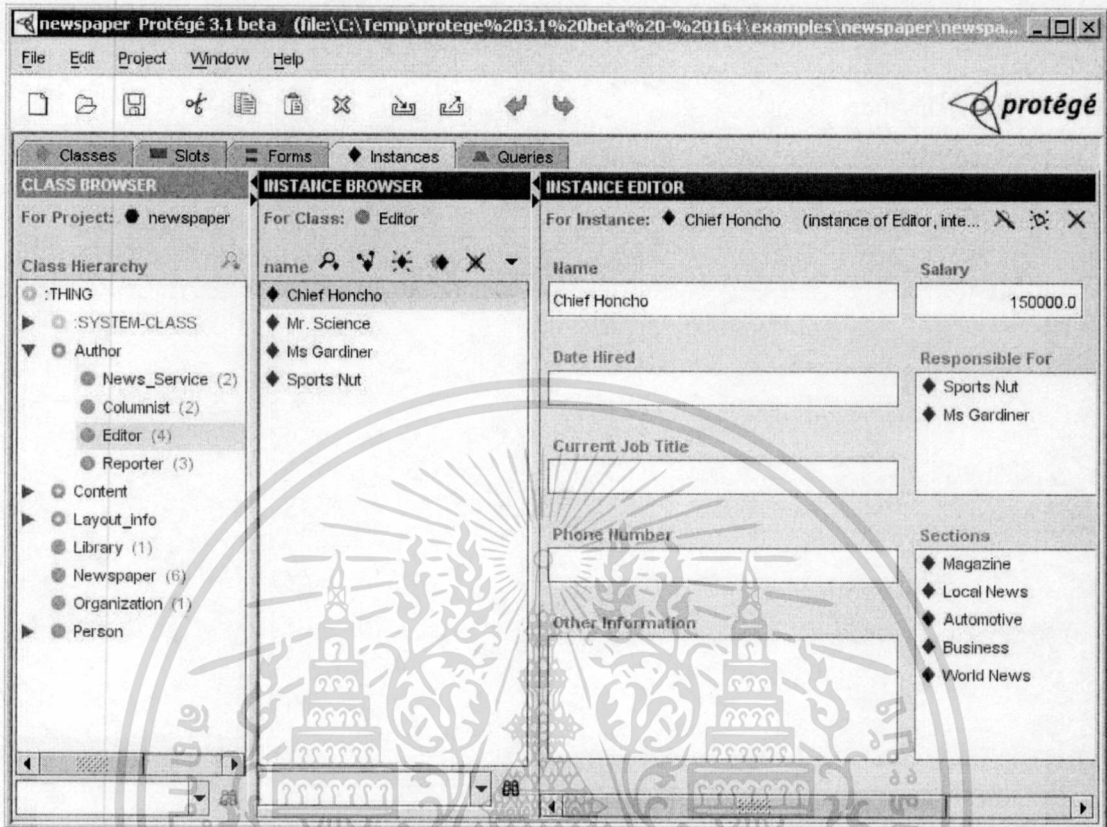 newspaper Protégé 3.1 beta (file:\C:\Temp\protege%203.1%20beta%20-%20164\examples\newspaper\newspa...
File Edit Project Window Help
protégé
Classes Slots Forms Instances Queries
CLASS BROWSER
For Project: newspaper
Class Hierarchy
:THING
:SYSTEM-CLASS
Author
News_Service (2)
Columnist (2)
Editor (4)
Reporter (3)
Content
Layout_info
Library (1)
Newspaper (6)
Organization (1)
Person
INSTANCE BROWSER
For Class: Editor
name
Chief Honcho
Mr. Science
Ms Gardiner
Sports Nut
INSTANCE EDITOR
For Instance: Chief Honcho (instance of Editor, inte...
Name
Chief Honcho
Salary
150000.0
Date Hired
Responsible For
Sports Nut
Ms Gardiner
Current Job Title
Phone Number
Sections
Magazine
Local News
Automotive
Business
World News
Other Information